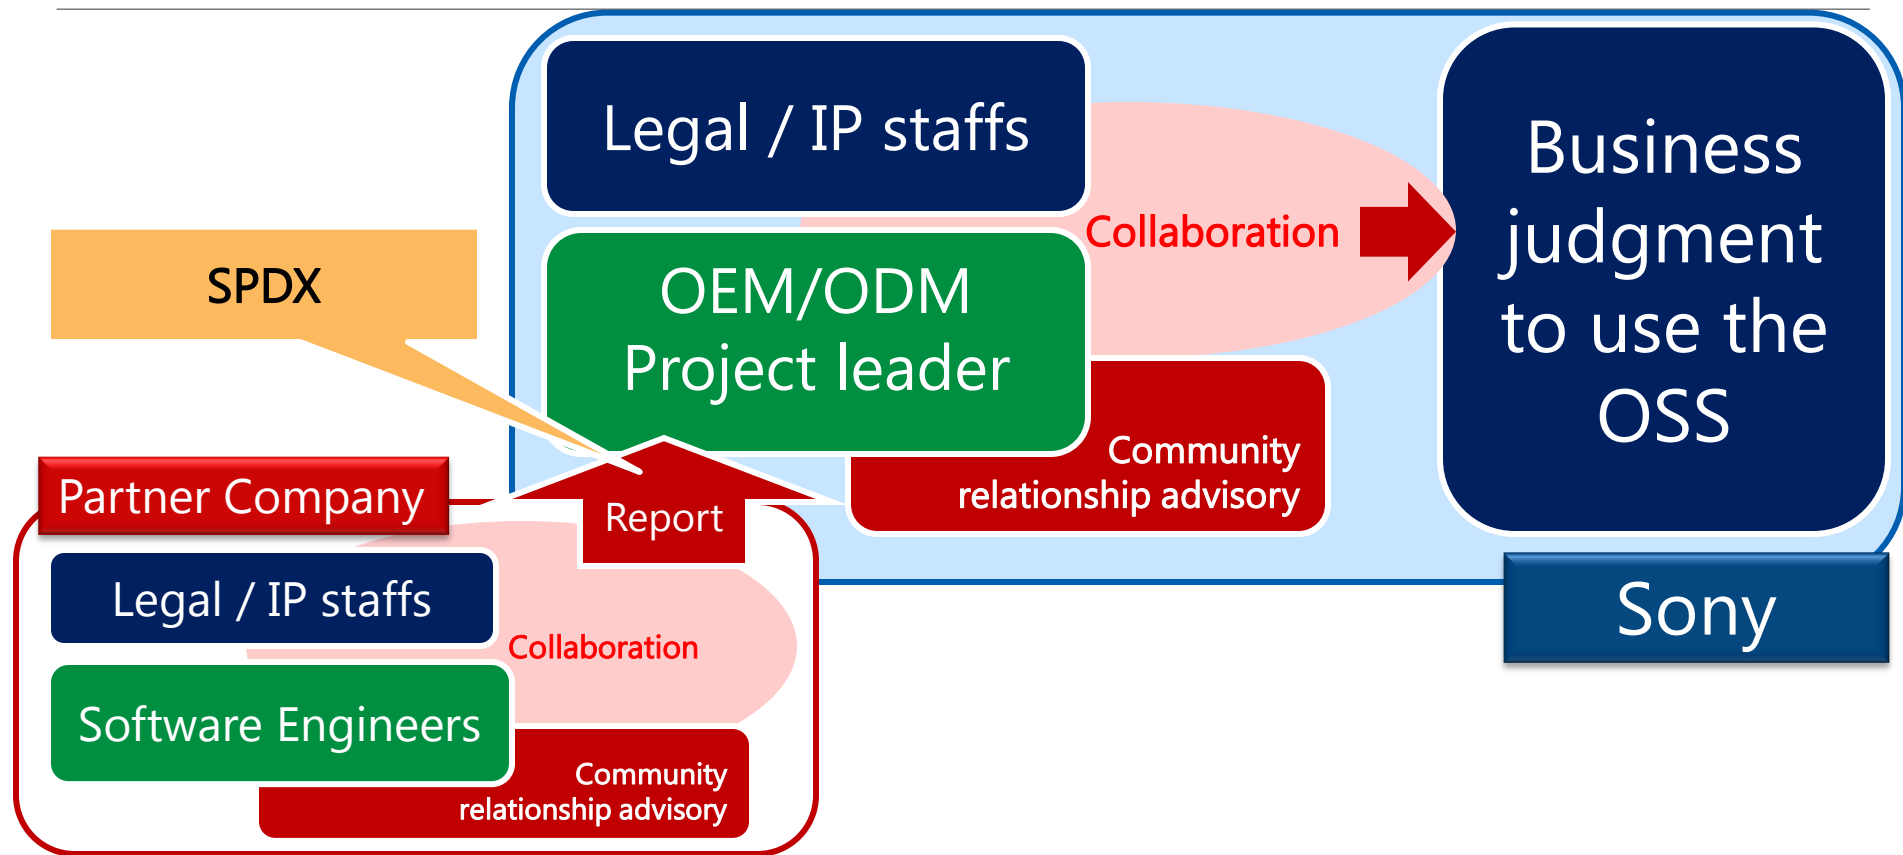 Legal / IP staffs
Collaboration
Business
judgment
to use the
OSS
SPDX
OEM/ODM
Project leader
Community
relationship advisory
Partner Company
Report
Legal / IP staffs
Collaboration
Software Engineers
Community
relationship advisory
Sony